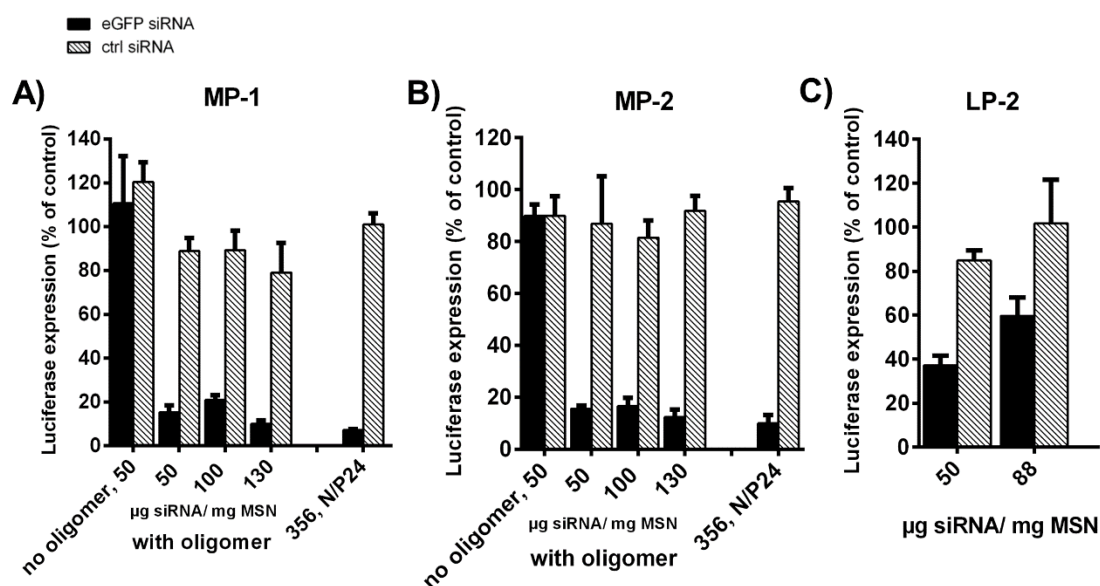 eGFP siRNA
ctrl siRNA
A)
MP-1
Luciferase expression (% of control)
140
120
100
80
60
40
20
0
no oligomer, 50
50
100
130
356, N/P24
µg siRNA/ mg MSN
with oligomer
B)
MP-2
Luciferase expression (% of control)
120
100
80
60
40
20
0
no oligomer, 50
50
100
130
356, N/P24
µg siRNA/ mg MSN
with oligomer
C)
LP-2
Luciferase expression (% of control)
140
120
100
80
60
40
20
0
50
88
µg siRNA/ mg MSN